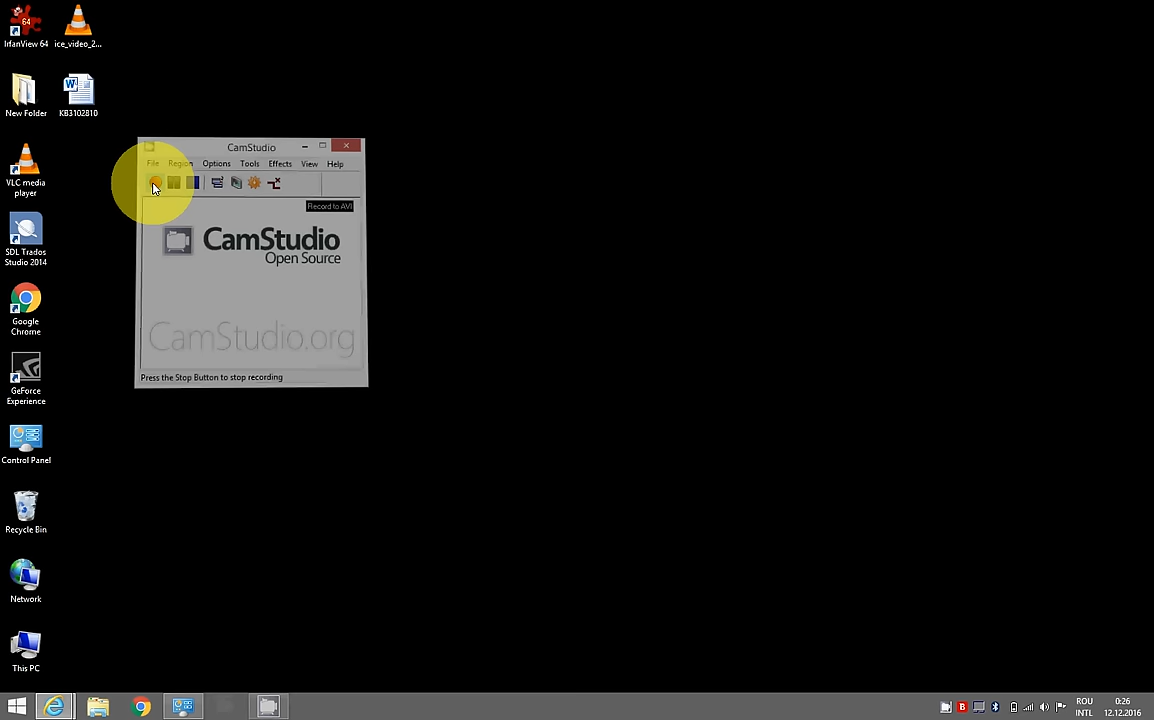 64
IrfanView 64
ice_video_2...
New Folder
KB3102810
VLC media
player
SDL Trados
Studio 2014
Google
Chrome
GeForce
Experience
Control Panel
Recycle Bin
Network
This PC
CamStudio
File Region Options Tools Effects View Help
Record to AVI
CamStudio
Open Source
CamStudio.org
Press the Stop Button to stop recording
ROU
INTL
0:26
12.12.2016